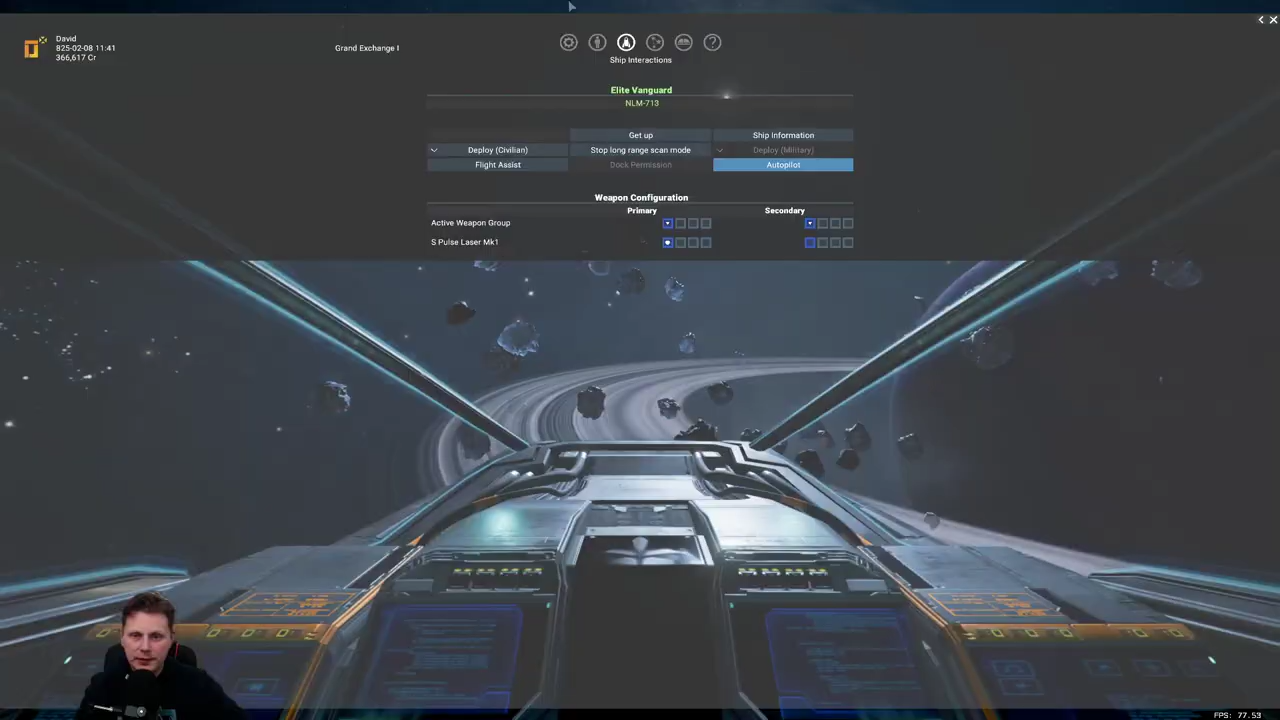 David
825-02-08 11:41
366,617 Cr
Grand Exchange I
Ship Interactions
Elite Vanguard
NLM-713
Get up
Ship Information
Deploy (Civilian)
Stop long range scan mode
Deploy (Military)
Flight Assist
Dock Permission
Autopilot
Weapon Configuration
Primary
Secondary
Active Weapon Group
S Pulse Laser Mk1
FPS: 77.53